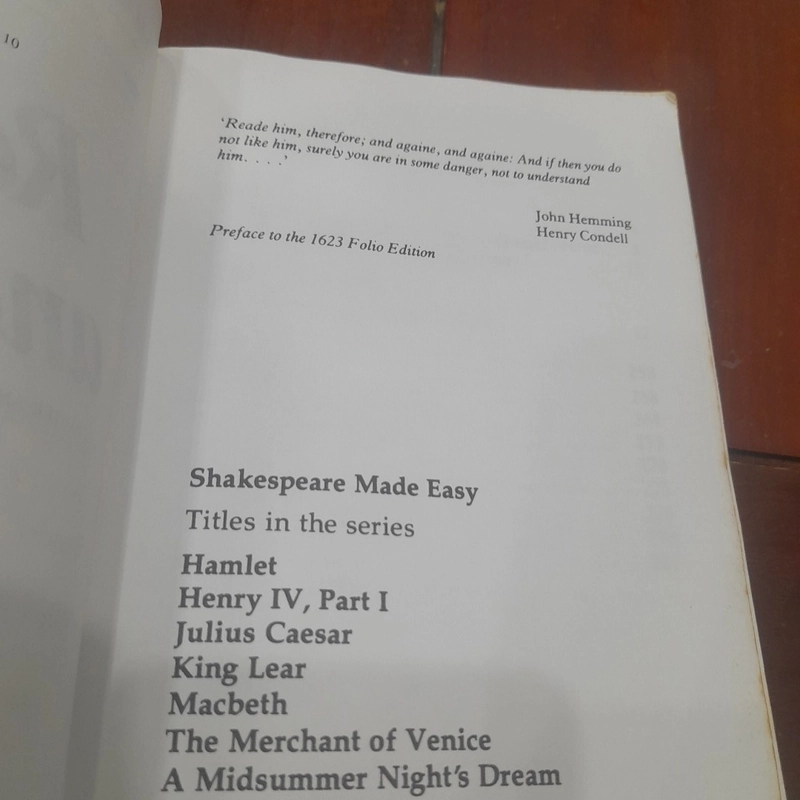 10
'Reade him, therefore; and againe, and againe: And if then you do
not like him, surely you are in some danger, not to understand
him. . . .'
John Hemming
Henry Condell
Preface to the 1623 Folio Edition
Shakespeare Made Easy
Titles in the series
Hamlet
Henry IV, Part I
Julius Caesar
King Lear
Macbeth
The Merchant of Venice
A Midsummer Night's Dream